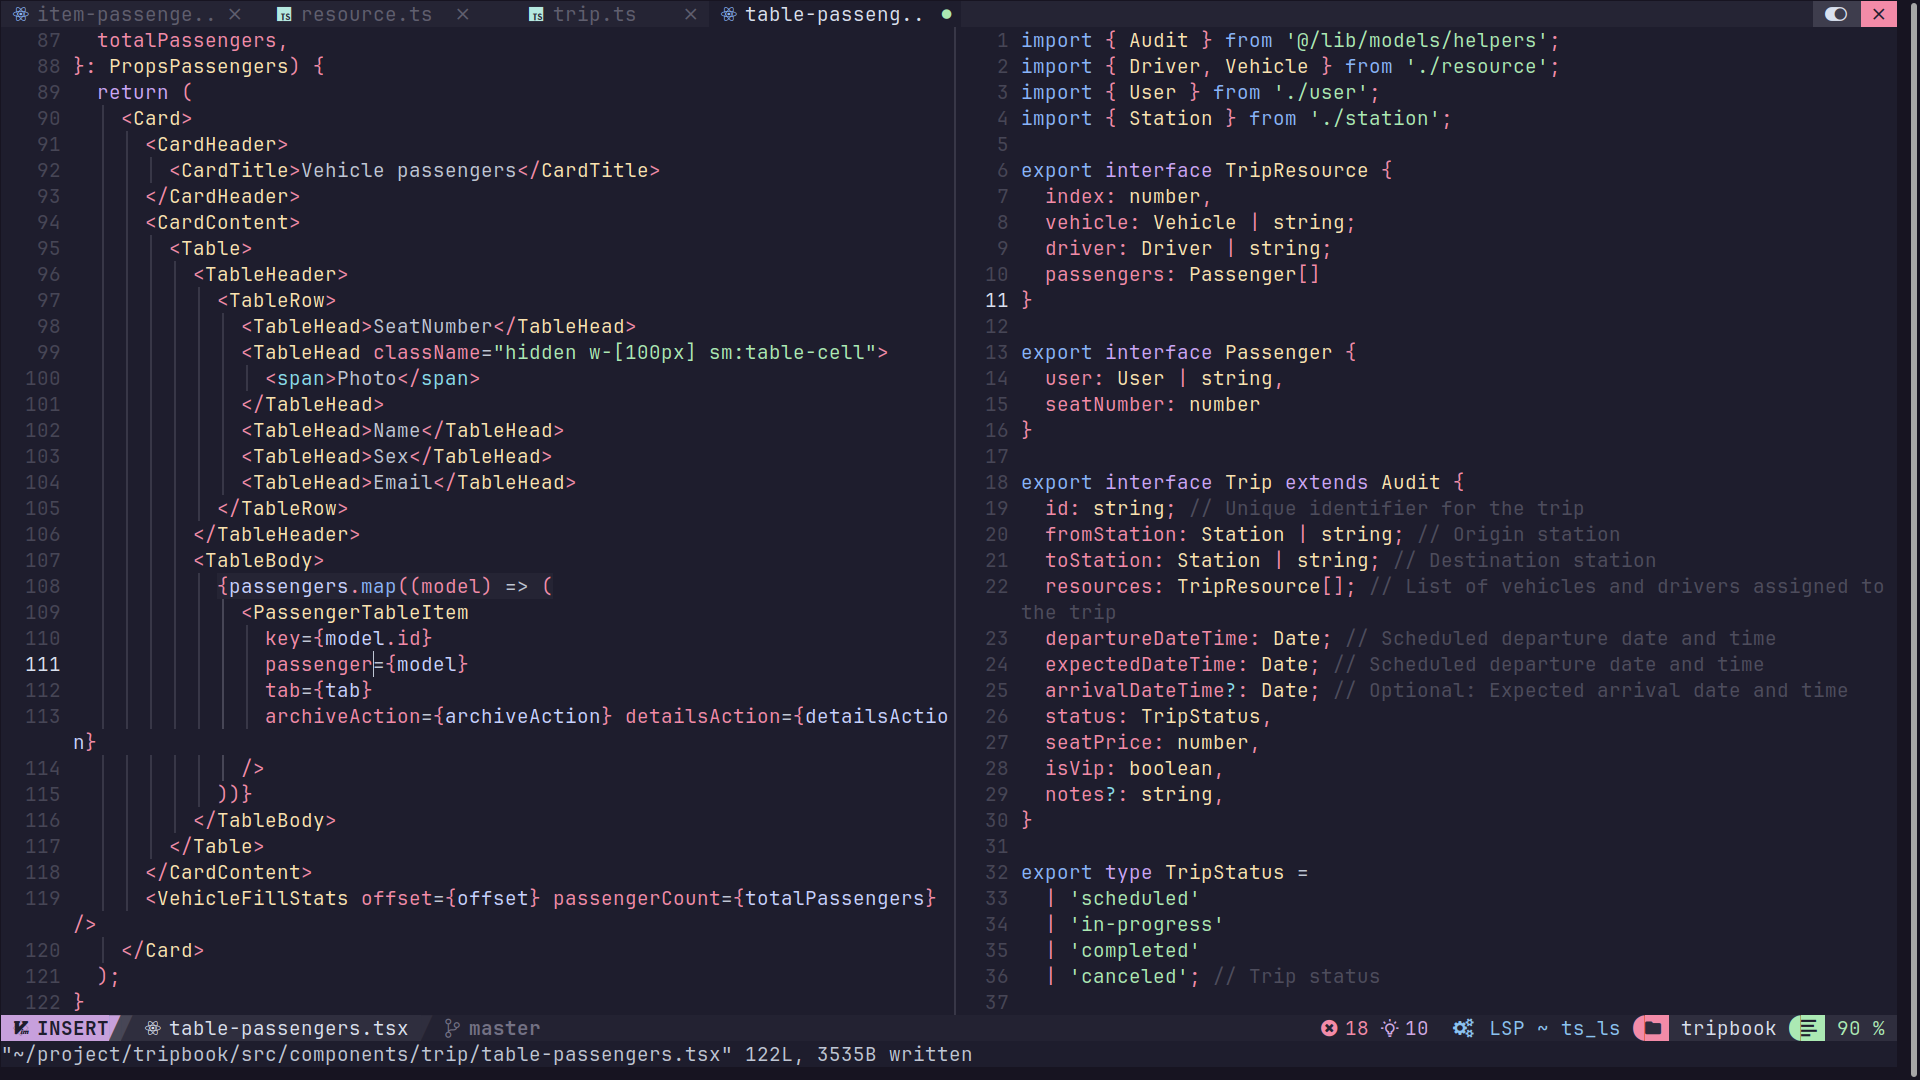 item-passenge..
resource.ts
trip.ts
table-passeng..
87 totalPassengers,
88 }: PropsPassengers) {
89 return (
90 <Card>
91 <CardHeader>
92 <CardTitle>Vehicle passengers</CardTitle>
93 </CardHeader>
94 <CardContent>
95 <Table>
96 <TableHeader>
97 <TableRow>
98 <TableHead>SeatNumber</TableHead>
99 <TableHead className="hidden w-[100px] sm:table-cell">
100 <span>Photo</span>
101 </TableHead>
102 <TableHead>Name</TableHead>
103 <TableHead>Sex</TableHead>
104 <TableHead>Email</TableHead>
105 </TableRow>
106 </TableHeader>
107 <TableBody>
108 {passengers.map((model) => (
109 <PassengerTableItem
110 key={model.id}
111 passenger={model}
112 tab={tab}
113 archiveAction={archiveAction} detailsAction={detailsActio
n}
114 />
115 ))}
116 </TableBody>
117 </Table>
118 </CardContent>
119 <VehicleFillStats offset={offset} passengerCount={totalPassengers}
/>
120 </Card>
121 );
122 }
1 import { Audit } from '@/lib/models/helpers';
2 import { Driver, Vehicle } from './resource';
3 import { User } from './user';
4 import { Station } from './station';
5
6 export interface TripResource {
7 index: number,
8 vehicle: Vehicle | string;
9 driver: Driver | string;
10 passengers: Passenger[]
11 }
12
13 export interface Passenger {
14 user: User | string,
15 seatNumber: number
16 }
17
18 export interface Trip extends Audit {
19 id: string; // Unique identifier for the trip
20 fromStation: Station | string; // Origin station
21 toStation: Station | string; // Destination station
22 resources: TripResource[]; // List of vehicles and drivers assigned to
the trip
23 departureDateTime: Date; // Scheduled departure date and time
24 expectedDateTime: Date; // Scheduled departure date and time
25 arrivalDateTime?: Date; // Optional: Expected arrival date and time
26 status: TripStatus,
27 seatPrice: number,
28 isVip: boolean,
29 notes?: string,
30 }
31
32 export type TripStatus =
33 | 'scheduled'
34 | 'in-progress'
35 | 'completed'
36 | 'canceled'; // Trip status
37
INSERT table-passengers.tsx master 18 10 LSP ~ ts_ls tripbook 90 %
"~/project/tripbook/src/components/trip/table-passengers.tsx" 122L, 3535B written